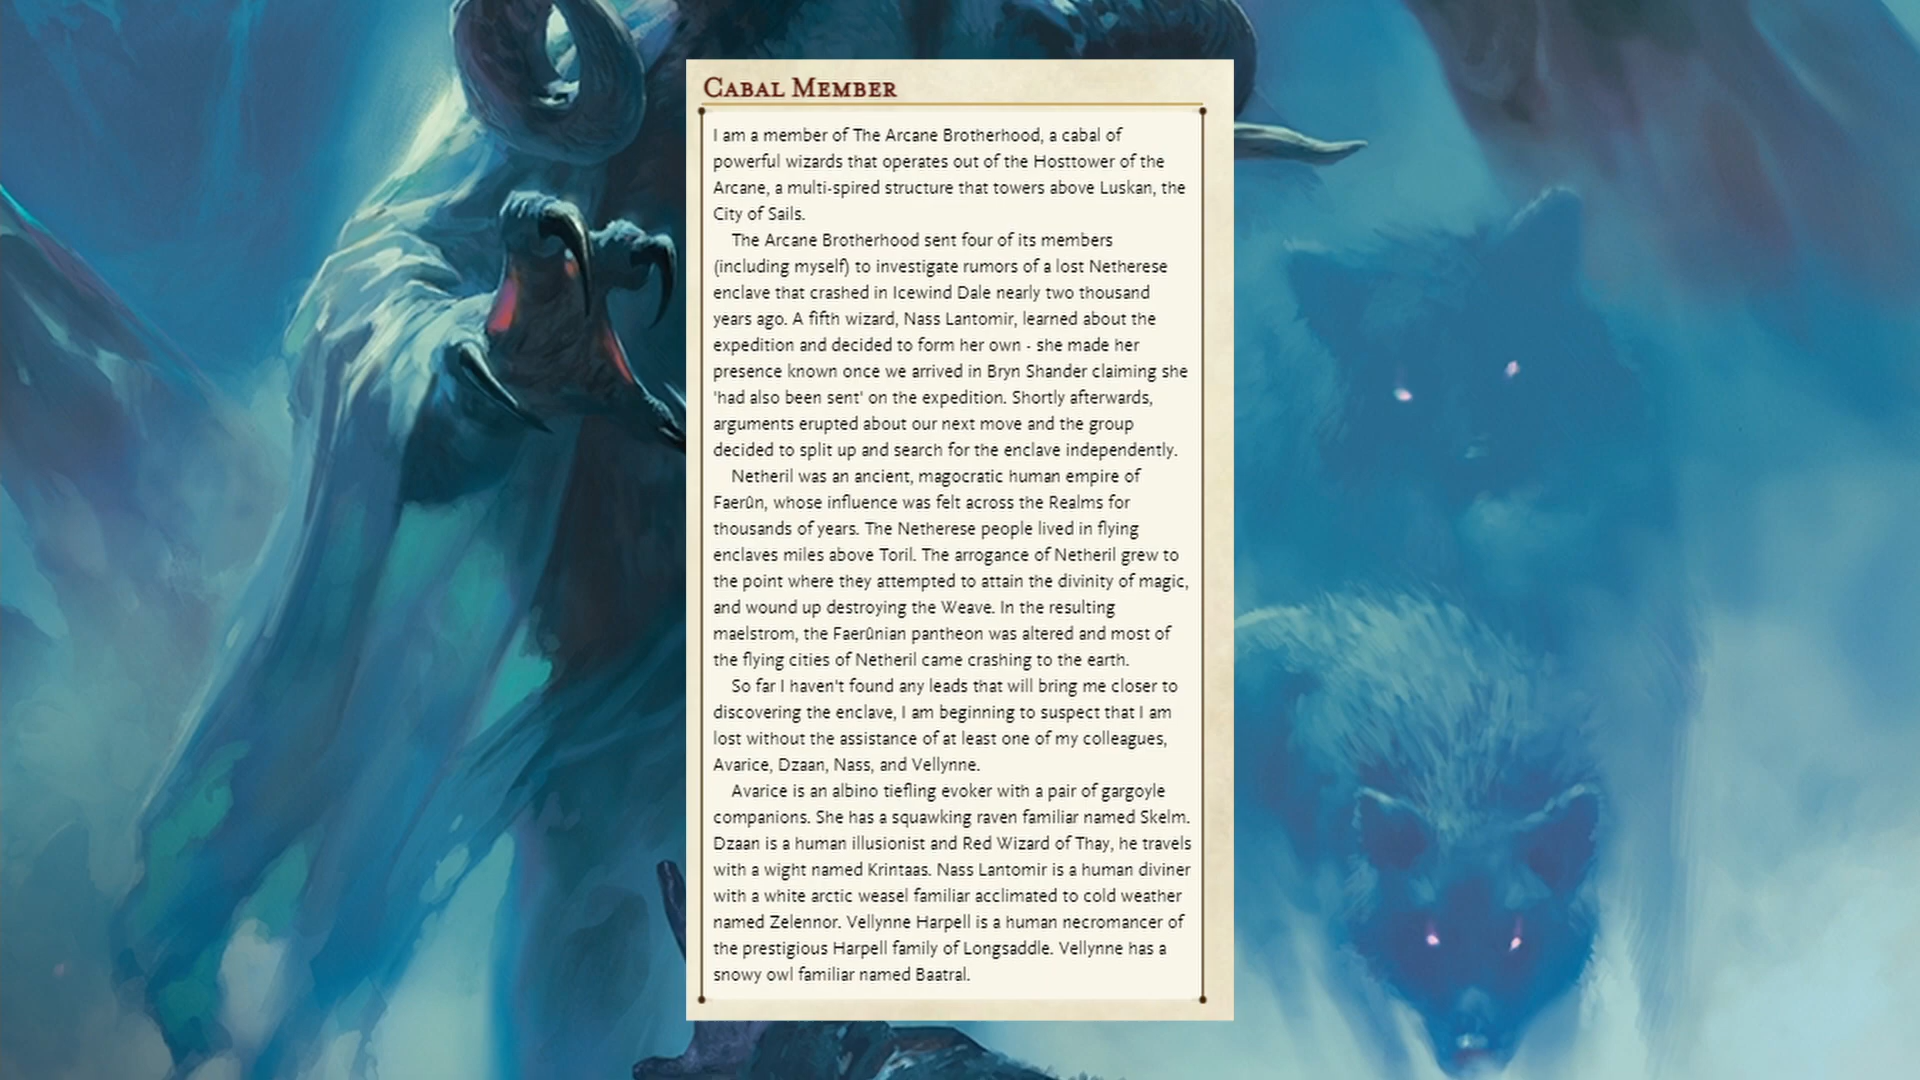 Cabal Member
I am a member of The Arcane Brotherhood, a cabal of
powerful wizards that operates out of the Hosttower of the
Arcane, a multi-spired structure that towers above Luskan, the
City of Sails.
The Arcane Brotherhood sent four of its members
(including myself) to investigate rumors of a lost Netherese
enclave that crashed in Icewind Dale nearly two thousand
years ago. A fifth wizard, Nass Lantomir, learned about the
expedition and decided to form her own - she made her
presence known once we arrived in Bryn Shander claiming she
'had also been sent' on the expedition. Shortly afterwards,
arguments erupted about our next move and the group
decided to split up and search for the enclave independently.
Netheril was an ancient, magocratic human empire of
Faerûn, whose influence was felt across the Realms for
thousands of years. The Netherese people lived in flying
enclaves miles above Toril. The arrogance of Netheril grew to
the point where they attempted to attain the divinity of magic,
and wound up destroying the Weave. In the resulting
maelstrom, the Faerûnian pantheon was altered and most of
the flying cities of Netheril came crashing to the earth.
So far I haven't found any leads that will bring me closer to
discovering the enclave, I am beginning to suspect that I am
lost without the assistance of at least one of my colleagues,
Avarice, Dzaan, Nass, and Vellynne.
Avarice is an albino tiefling evoker with a pair of gargoyle
companions. She has a squawking raven familiar named Skelm.
Dzaan is a human illusionist and Red Wizard of Thay, he travels
with a wight named Krintaas. Nass Lantomir is a human diviner
with a white arctic weasel familiar acclimated to cold weather
named Zelennor. Vellynne Harpell is a human necromancer of
the prestigious Harpell family of Longsaddle. Vellynne has a
snowy owl familiar named Baatral.